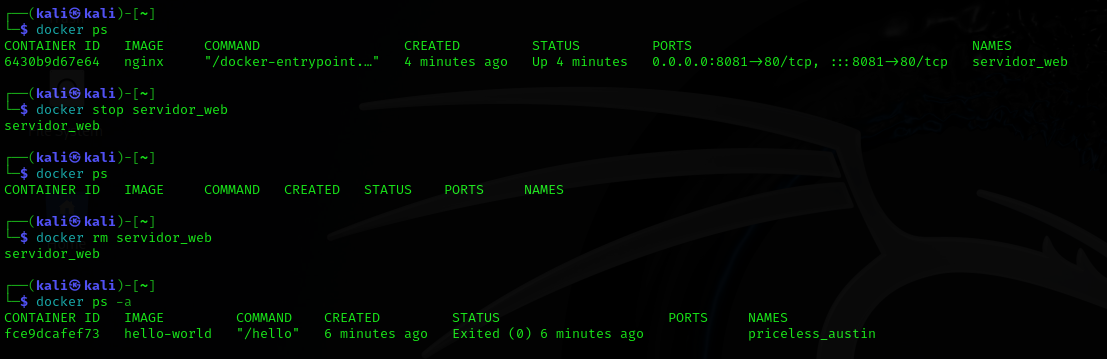 ┌──(kali㉿kali)-[~]
└─$ docker ps
CONTAINER ID   IMAGE     COMMAND                  CREATED         STATUS         PORTS                                   NAMES
6430b9d67e64   nginx     "/docker-entrypoint.…"   4 minutes ago   Up 4 minutes   0.0.0.0:8081->80/tcp, :::8081->80/tcp   servidor_web
┌──(kali㉿kali)-[~]
└─$ docker stop servidor_web
servidor_web
┌──(kali㉿kali)-[~]
└─$ docker ps
CONTAINER ID   IMAGE     COMMAND   CREATED   STATUS    PORTS     NAMES
┌──(kali㉿kali)-[~]
└─$ docker rm servidor_web
servidor_web
┌──(kali㉿kali)-[~]
└─$ docker ps -a
CONTAINER ID   IMAGE         COMMAND    CREATED         STATUS                     PORTS     NAMES
fce9dcafef73   hello-world   "/hello"   6 minutes ago   Exited (0) 6 minutes ago             priceless_austin